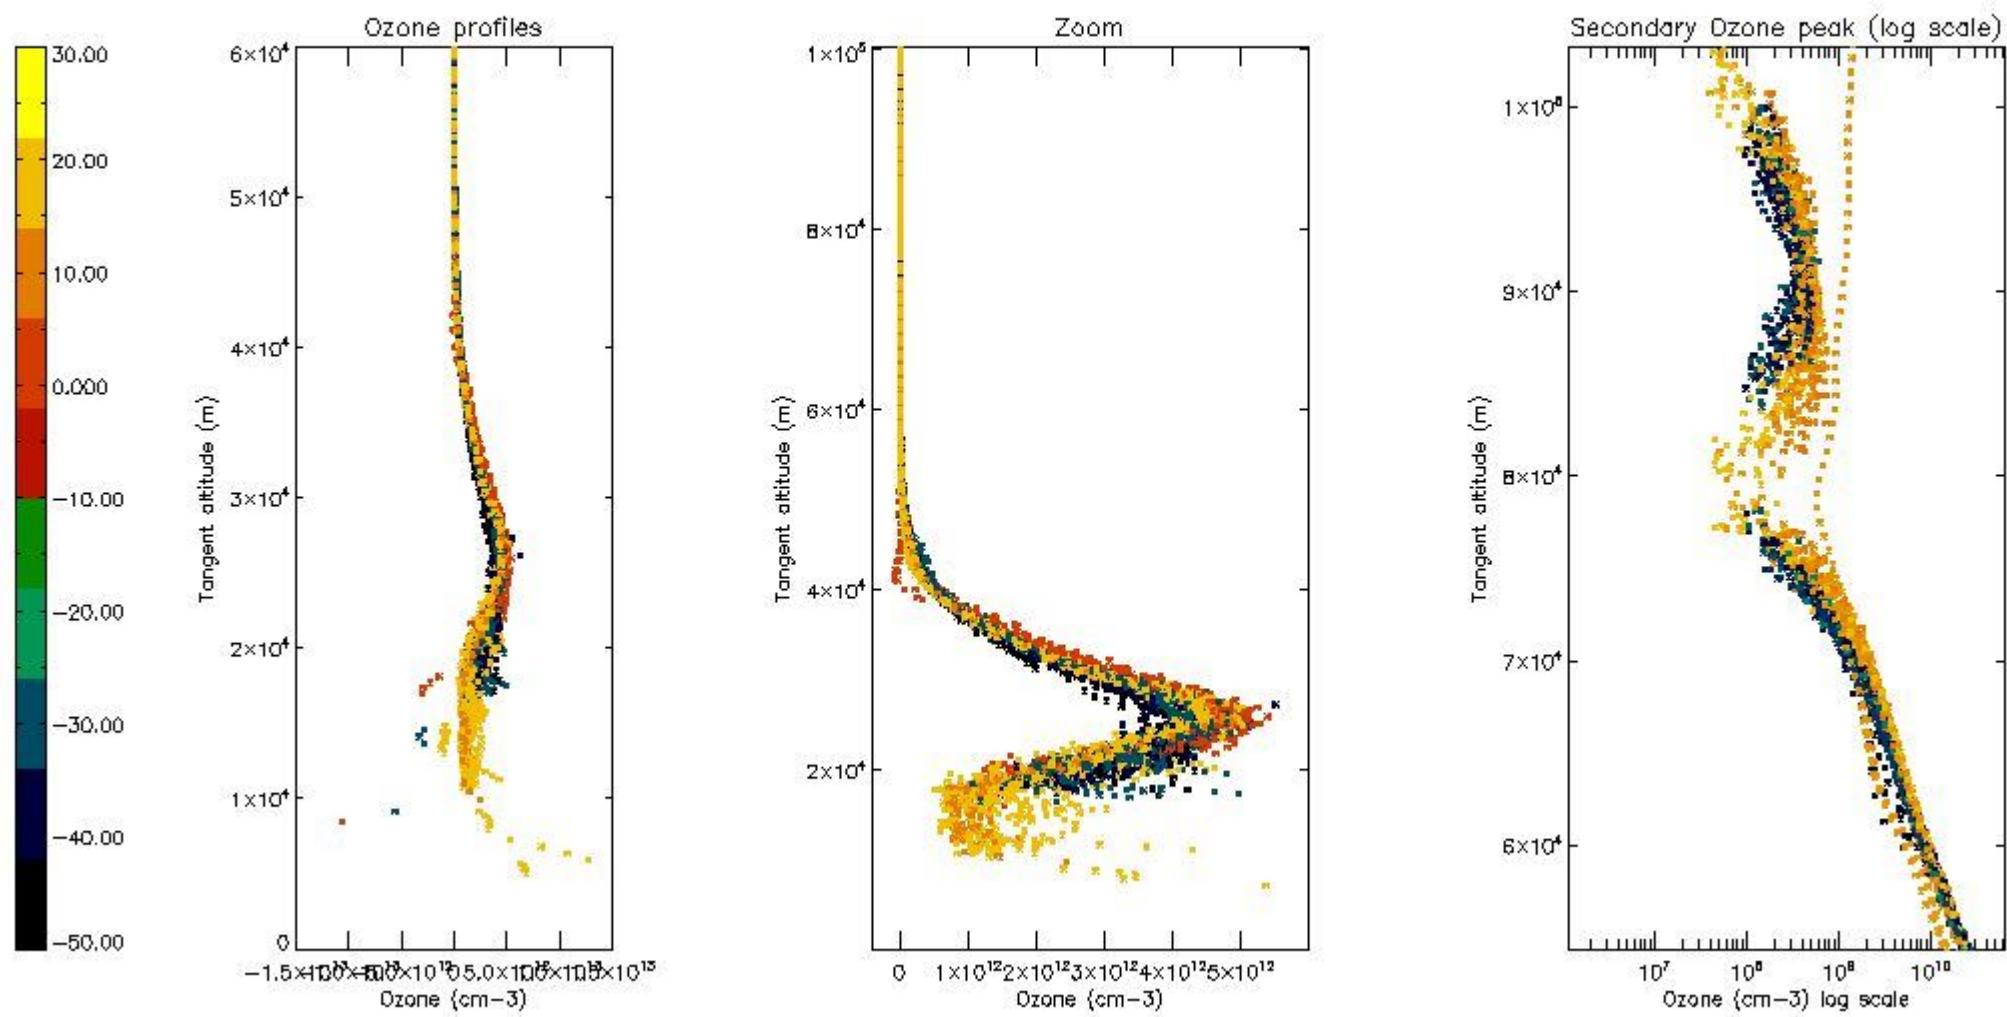 Ozone profiles
Zoom
Secondary Ozone peak (log scale)
30.00
20.00
10.00
0.000
−10.00
−20.00
−30.00
−40.00
−50.00
Tangent altitude (m)
6×10⁴
5×10⁴
4×10⁴
3×10⁴
2×10⁴
1×10⁴
0
Ozone (cm−3)
Tangent altitude (m)
1×10⁵
8×10⁴
6×10⁴
4×10⁴
2×10⁴
0 1×10¹² 2×10¹² 3×10¹² 4×10¹² 5×10¹²
Ozone (cm−3)
Tangent altitude (m)
1×10⁵
9×10⁴
8×10⁴
7×10⁴
6×10⁴
10⁷ 10⁸ 10⁹ 10¹⁰
Ozone (cm−3) log scale